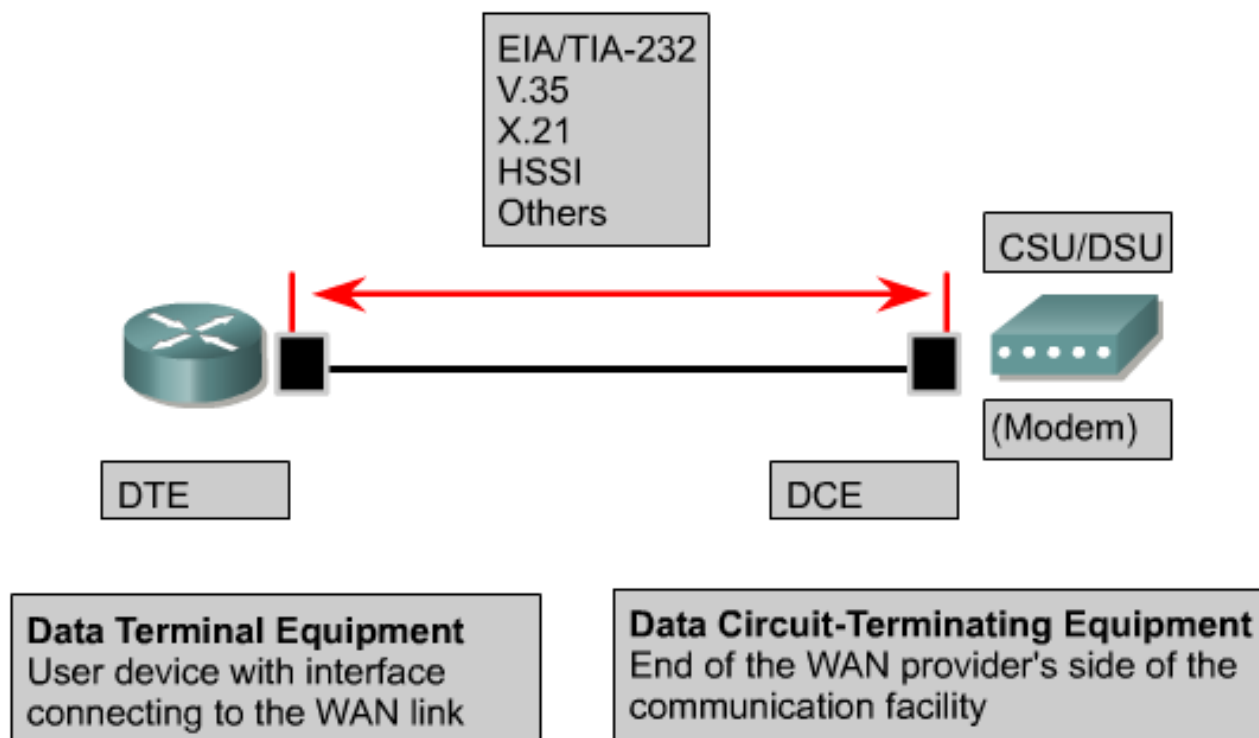 EIA/TIA-232
V.35
X.21
HSSI
Others
CSU/DSU
(Modem)
DTE
DCE
Data Terminal Equipment
User device with interface
connecting to the WAN link
Data Circuit-Terminating Equipment
End of the WAN provider's side of the
communication facility